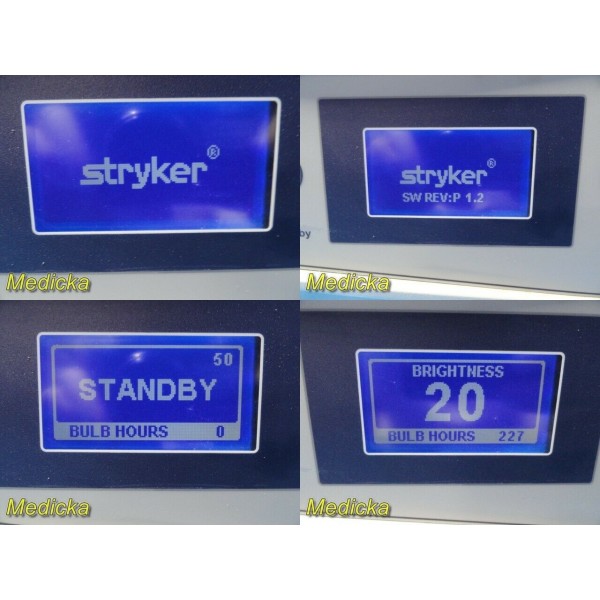 stryker®
Medicka
stryker®
SW REV:P 1.2
by
Medicka
50
STANDBY
BULB HOURS 0
Medicka
BRIGHTNESS
20
BULB HOURS 227
Medicka